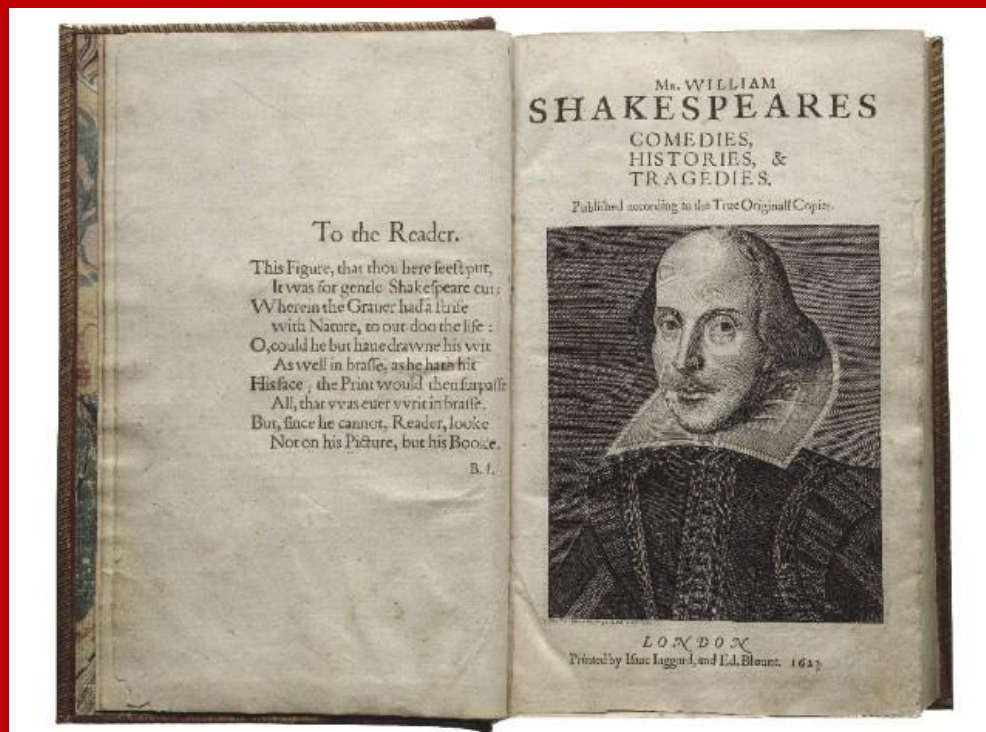 To the Reader.
This Figure, that thou here ſeeſt put,
It was for gentle Shakeſpeare cut;
Wherein the Grauer had a ſtrife
with Nature, to out-doo the life :
O, could he but haue drawne his wit
As well in braſſe, as he hath hit
His face ; the Print would then ſurpaſſe
All, that vvas euer vvrit in braſſe.
But, ſince he cannot, Reader, looke
Not on his Picture, but his Booke.
B. I.
Mr. WILLIAM
SHAKESPEARES
COMEDIES,
HISTORIES, &
TRAGEDIES.
Publiſhed according to the True Originall Copies.
LONDON
Printed by Iſaac Iaggard, and Ed. Blount. 1623